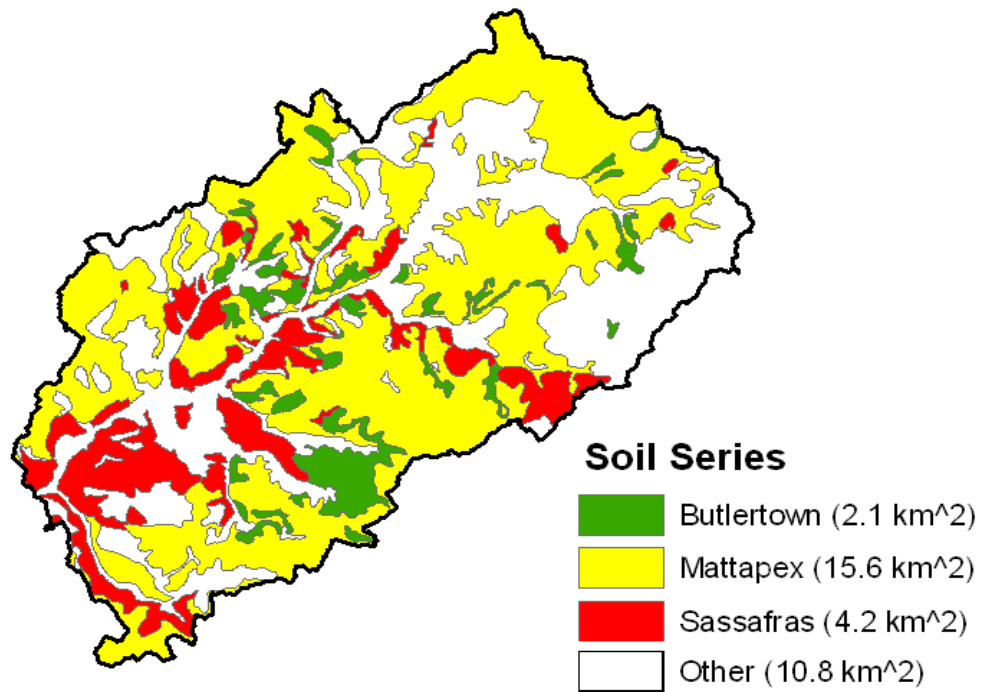 Soil Series
Butlertown (2.1 km^2)
Mattapex (15.6 km^2)
Sassafras (4.2 km^2)
Other (10.8 km^2)